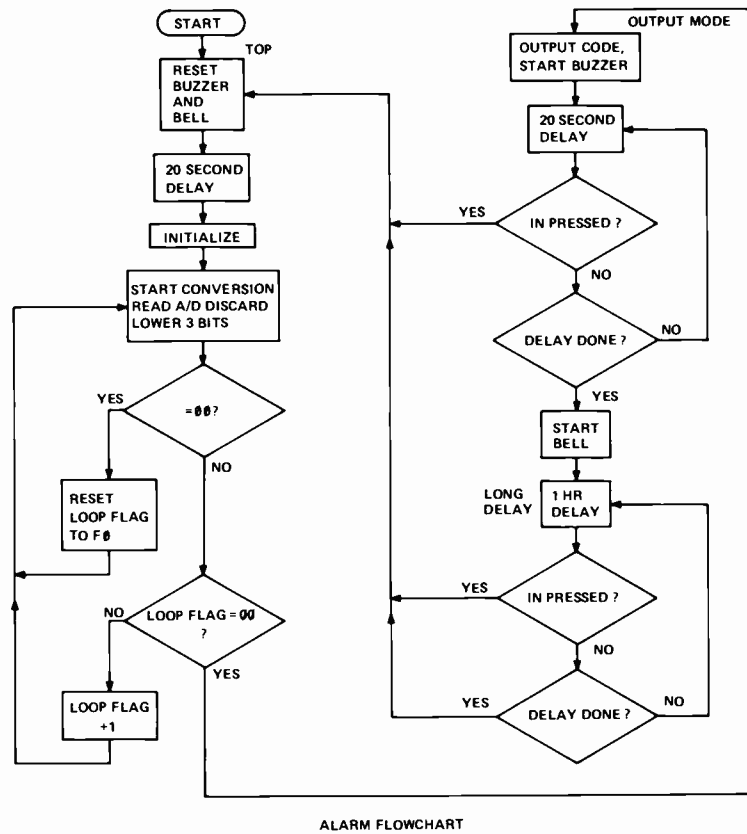 START
TOP
RESET
BUZZER
AND
BELL
20 SECOND
DELAY
INITIALIZE
START CONVERSION
READ A/D DISCARD
LOWER 3 BITS
YES
=00?
NO
RESET
LOOP FLAG
TO F0
NO
LOOP FLAG =00
?
YES
LOOP FLAG
+1
OUTPUT MODE
OUTPUT CODE,
START BUZZER
20 SECOND
DELAY
YES
IN PRESSED ?
NO
DELAY DONE ?
NO
YES
START
BELL
LONG
DELAY
1 HR
DELAY
YES
IN PRESSED ?
NO
YES
DELAY DONE ?
NO
ALARM FLOWCHART